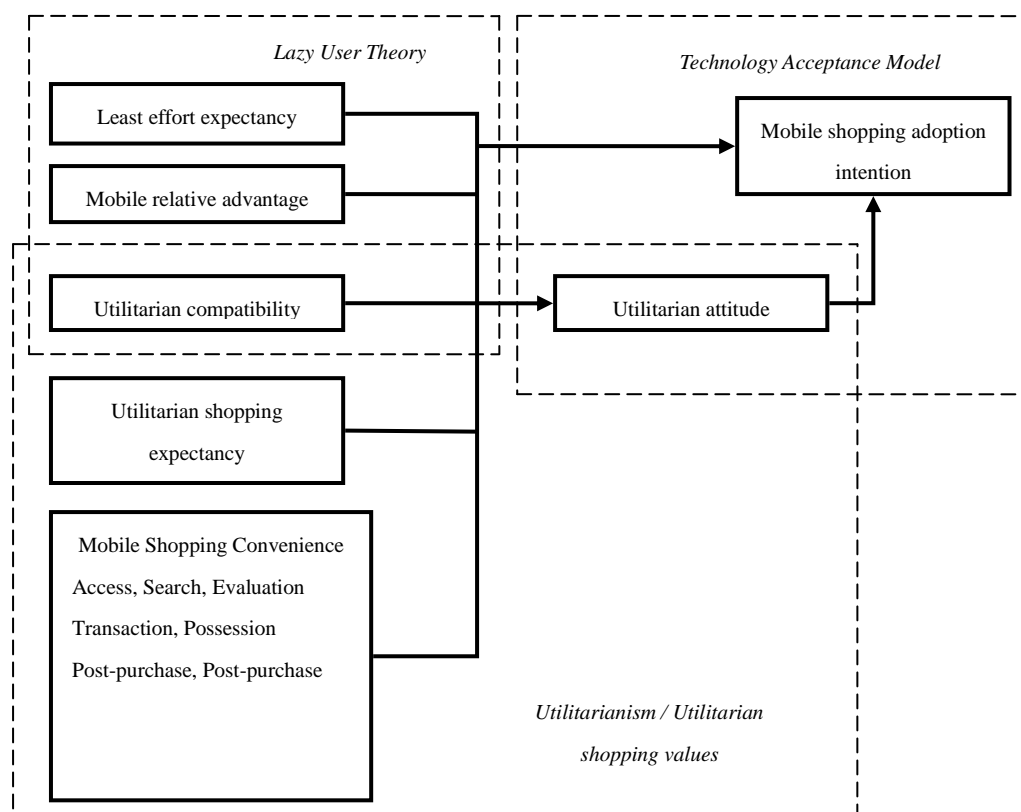 Lazy User Theory
Technology Acceptance Model
Least effort expectancy
Mobile shopping adoption
intention
Mobile relative advantage
Utilitarian compatibility
Utilitarian attitude
Utilitarian shopping
expectancy
Mobile Shopping Convenience
Access, Search, Evaluation
Transaction, Possession
Post-purchase, Post-purchase
Utilitarianism / Utilitarian
shopping values